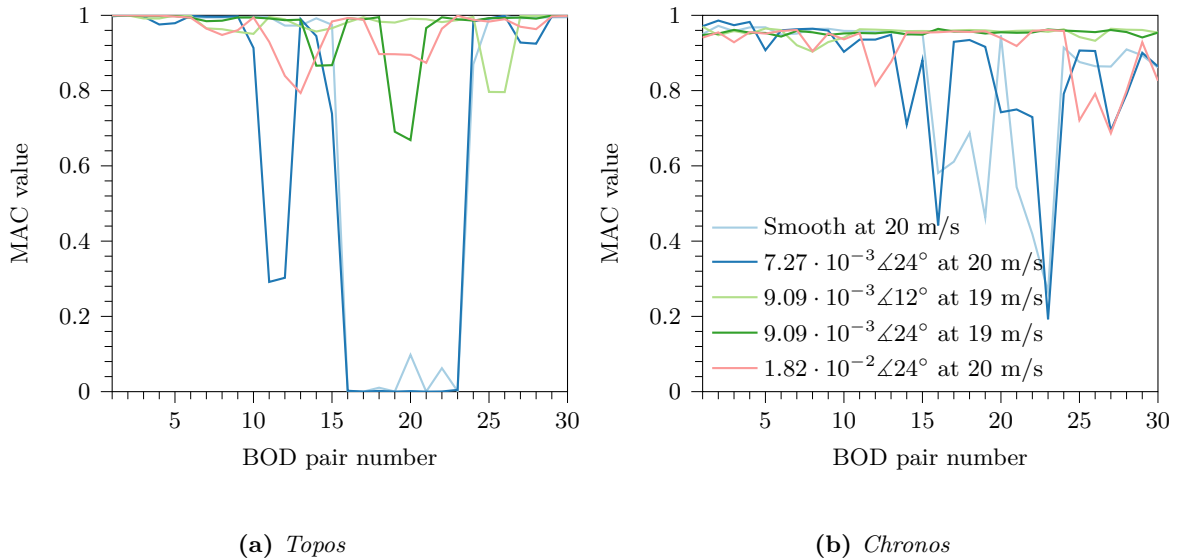 1
0.8
0.6
0.4
0.2
0
MAC value
5 10 15 20 25 30
BOD pair number
(a) Topos
1
0.8
0.6
0.4
0.2
0
MAC value
Smooth at 20 m/s
7.27 · 10⁻³∡24° at 20 m/s
9.09 · 10⁻³∡12° at 19 m/s
9.09 · 10⁻³∡24° at 19 m/s
1.82 · 10⁻²∡24° at 20 m/s
5 10 15 20 25 30
BOD pair number
(b) Chronos